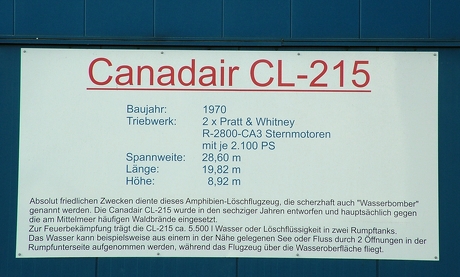 Canadair CL-215
Baujahr: 1970
Triebwerk: 2 x Pratt & Whitney
R-2800-CA3 Sternmotoren
mit je 2.100 PS
Spannweite: 28,60 m
Länge: 19,82 m
Höhe: 8,92 m
Absolut friedlichen Zwecken diente dieses Amphibien-Löschflugzeug, die scherzhaft auch "Wasserbomber"
genannt werden. Die Canadair CL-215 wurde in den sechziger Jahren entworfen und hauptsächlich gegen
die am Mittelmeer häufigen Waldbrände eingesetzt.
Zur Feuerbekämpfung trägt die CL-215 ca. 5.500 l Wasser oder Löschflüssigkeit in zwei Rumpftanks.
Das Wasser kann beispielsweise aus einem in der Nähe gelegenen See oder Fluss durch 2 Öffnungen in der
Rumpfunterseite aufgenommen werden, während das Flugzeug über die Wasseroberfläche fliegt.